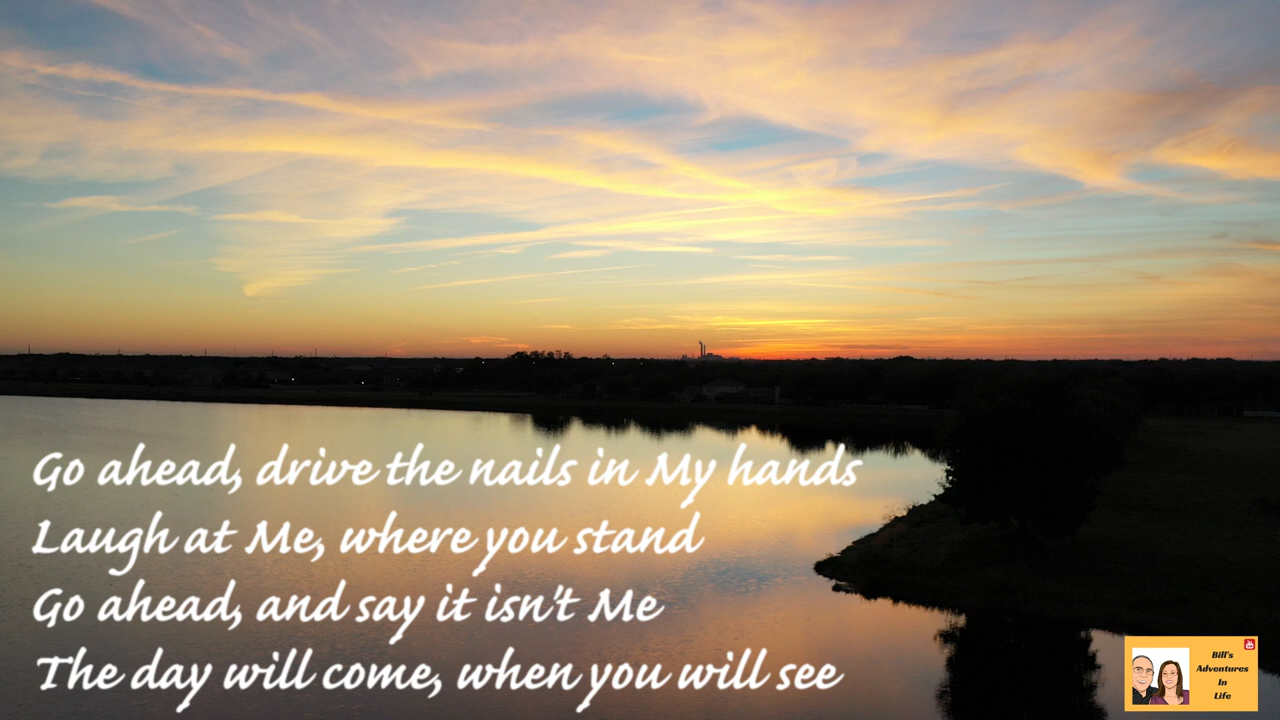 Go ahead, drive the nails in My hands
Laugh at Me, where you stand
Go ahead, and say it isn't Me
The day will come, when you will see
Bill's
Adventures
In
Life